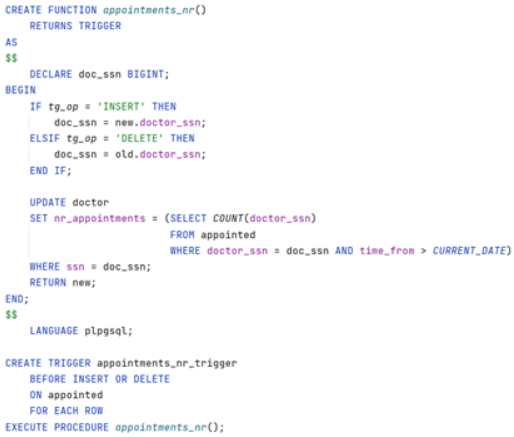 CREATE FUNCTION appointments_nr()
    RETURNS TRIGGER
AS
$$
    DECLARE doc_ssn BIGINT;
BEGIN
    IF tg_op = 'INSERT' THEN
        doc_ssn = new.doctor_ssn;
    ELSIF tg_op = 'DELETE' THEN
        doc_ssn = old.doctor_ssn;
    END IF;

    UPDATE doctor
    SET nr_appointments = (SELECT COUNT(doctor_ssn)
                           FROM appointed
                           WHERE doctor_ssn = doc_ssn AND time_from > CURRENT_DATE)
    WHERE ssn = doc_ssn;
    RETURN new;
END;
$$
    LANGUAGE plpgsql;

CREATE TRIGGER appointments_nr_trigger
    BEFORE INSERT OR DELETE
    ON appointed
    FOR EACH ROW
EXECUTE PROCEDURE appointments_nr();